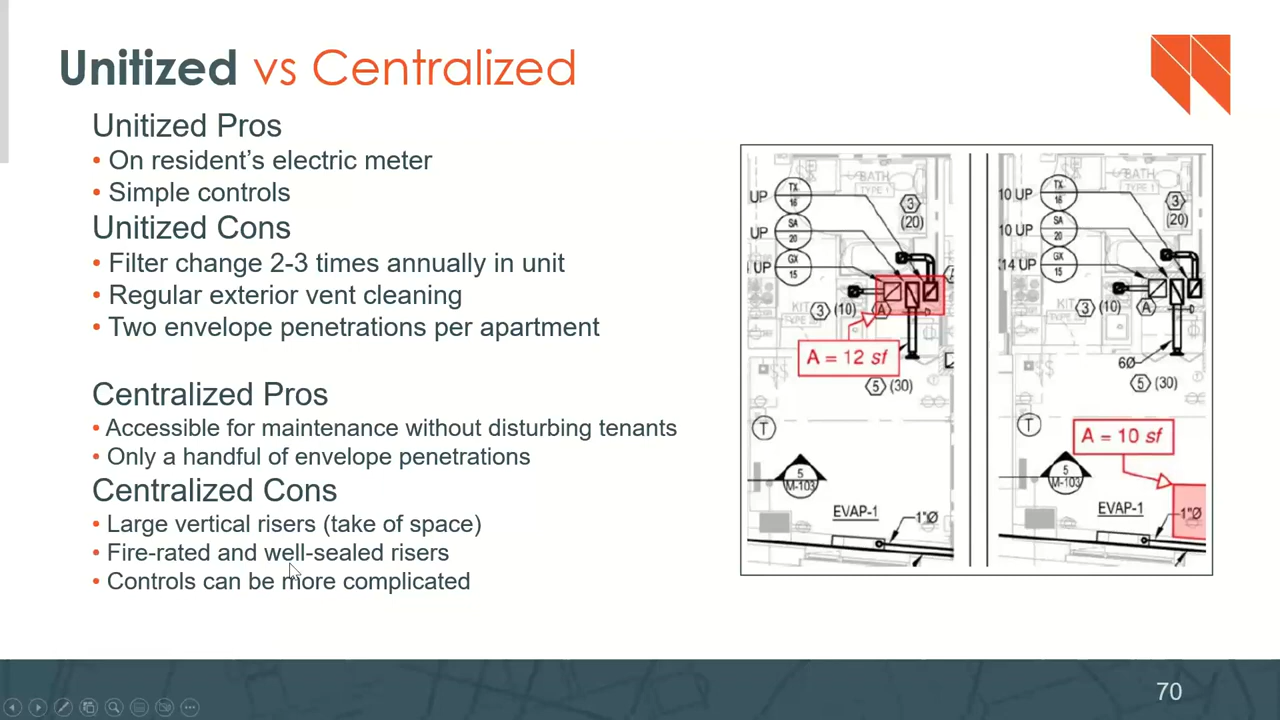 Unitized vs Centralized
Unitized Pros
• On resident's electric meter
• Simple controls
Unitized Cons
• Filter change 2-3 times annually in unit
• Regular exterior vent cleaning
• Two envelope penetrations per apartment
Centralized Pros
• Accessible for maintenance without disturbing tenants
• Only a handful of envelope penetrations
Centralized Cons
• Large vertical risers (take of space)
• Fire-rated and well-sealed risers
• Controls can be more complicated
BATH
TYPE 1
UP
TX
16
3
(20)
UP
SA
20
UP
GX
15
KIT
3
(10)
A
A = 12 sf
5
(30)
T
5
M-103
EVAP-1
1"Ø
BATH
TYPE 1
10 UP
TX
16
3
(20)
10 UP
SA
20
X14 UP
GX
15
KIT
3
(10)
A
6Ø
5
(30)
T
A = 10 sf
5
M-103
EVAP-1
1"Ø
70